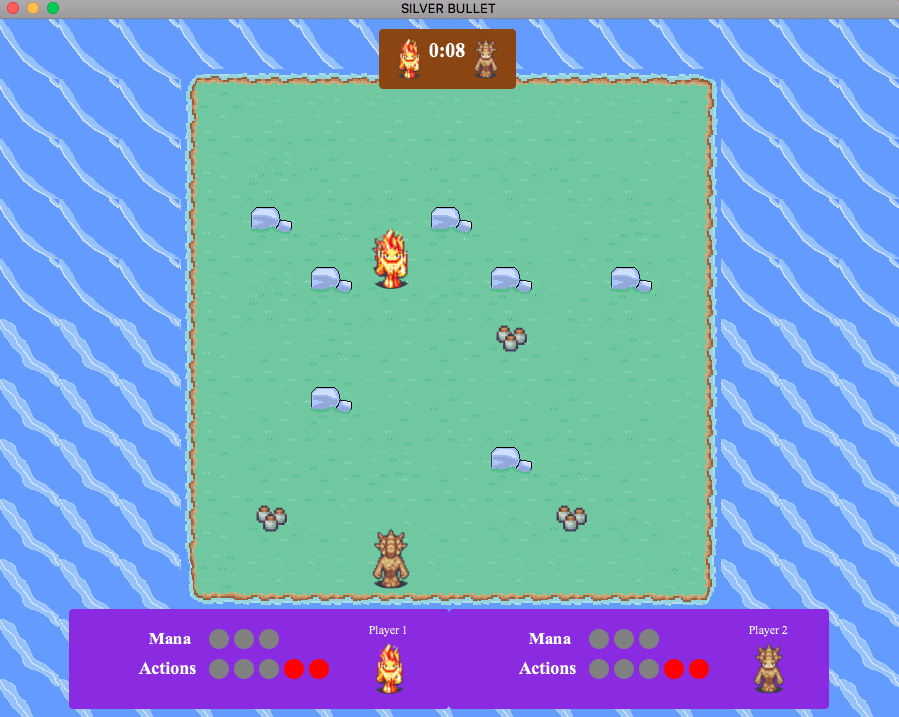 SILVER BULLET
0:08
Player 1
Mana
Actions
Player 2
Mana
Actions